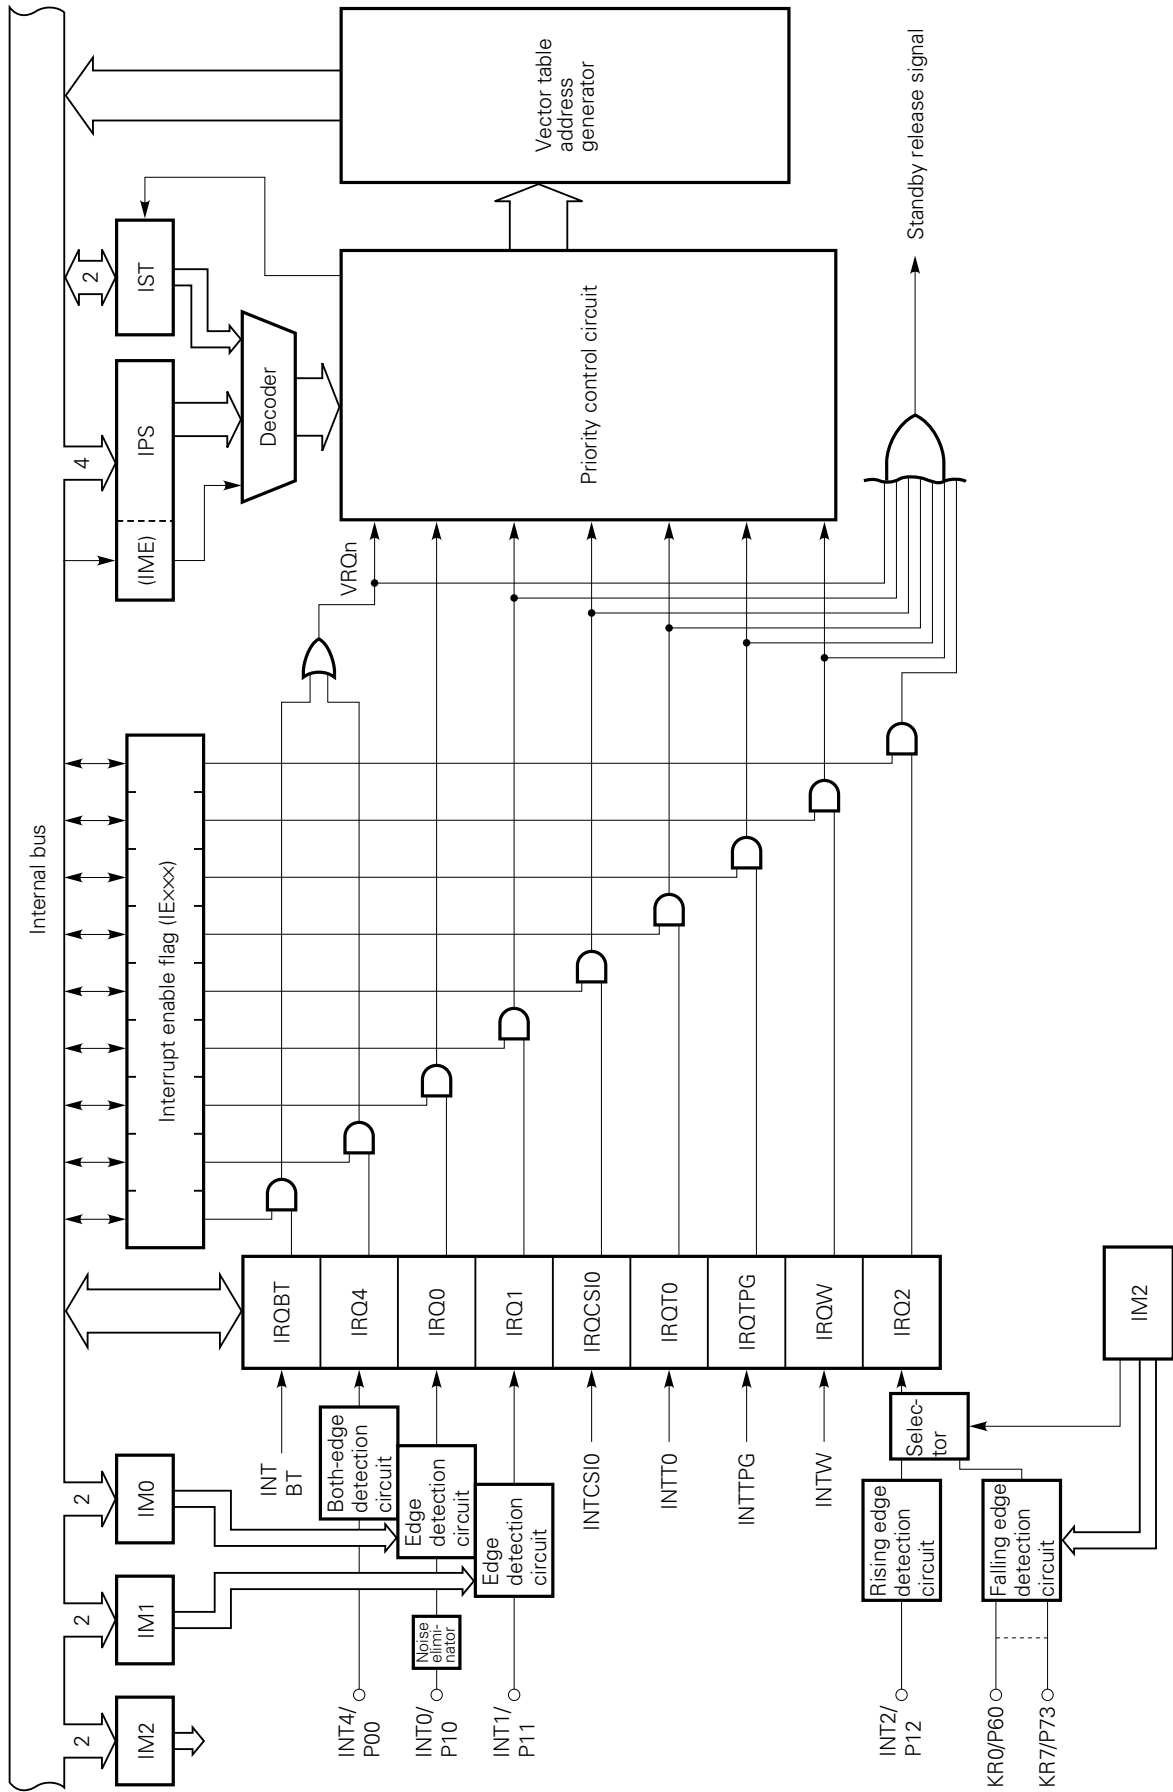 Internal bus
2
IM2
2
IM1
2
IM0
Interrupt enable flag (IE×××)
(IME)
4
IPS
2
IST
Decoder
INT4/
P00
INT0/
P10
INT1/
P11
INT2/
P12
KR0/P60
KR7/P73
Noise
elimi-
nator
INT
BT
Both-edge
detection
circuit
Edge
detection
circuit
Edge
detection
circuit
INTCSI0
INTT0
INTTPG
INTW
Rising edge
detection
circuit
Falling edge
detection
circuit
Selec-
tor
IM2
IRQBT
IRQ4
IRQ0
IRQ1
IRQCSI0
IRQT0
IRQTPG
IRQW
IRQ2
VRQn
Priority control circuit
Vector table
address
generator
Standby release signal